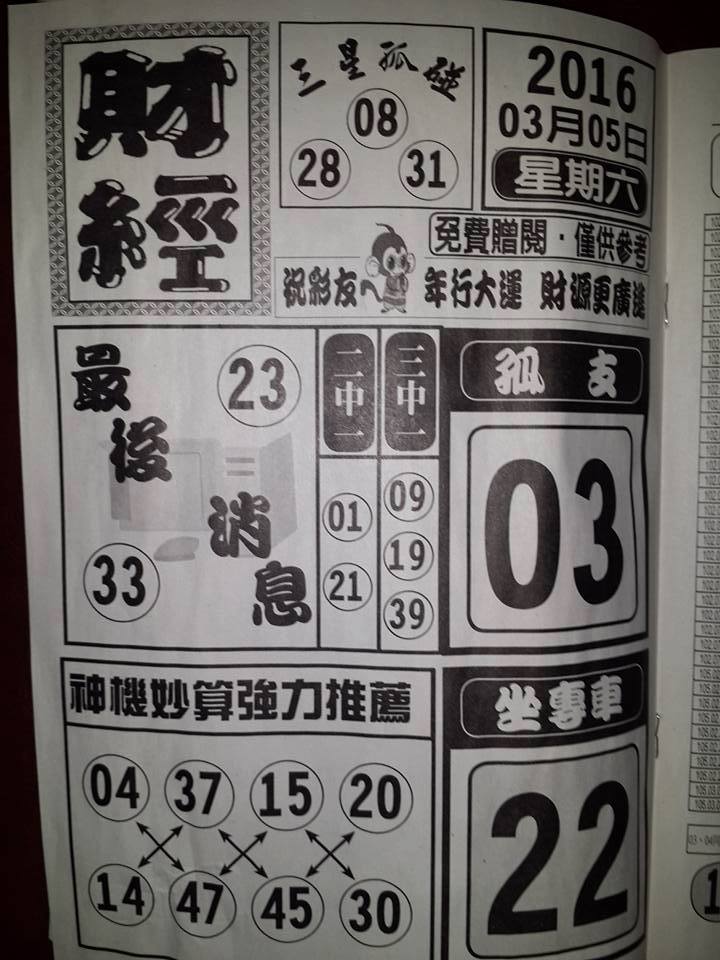 財經
三星孤碰
08
28 31
2016
03月05日
星期六
免費贈閱·僅供參考
祝彩友 年行大運 財源更廣進
最後消息
23
33
二中一
01
21
三中一
09
19
39
孤支
03
神機妙算強力推薦
04 37 15 20
14 47 45 30
坐專車
22